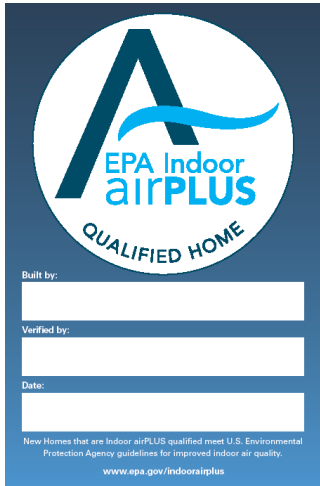 EPA Indoor
airPLUS
QUALIFIED HOME
Built by:
Verified by:
Date:
New Homes that are Indoor airPLUS qualified meet U.S. Environmental
Protection Agency guidelines for improved indoor air quality.
www.epa.gov/indoorairplus